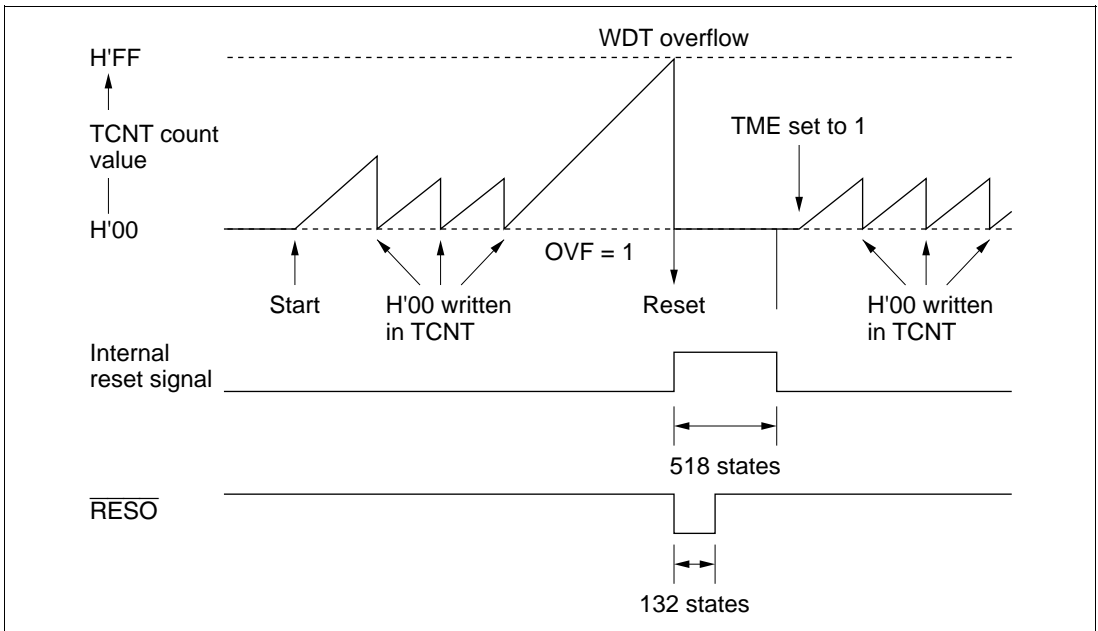 WDT overflow
H'FF
TCNT count
value
TME set to 1
H'00
OVF = 1
Start
H'00 written
in TCNT
Reset
H'00 written
in TCNT
Internal
reset signal
518 states
RESO
132 states